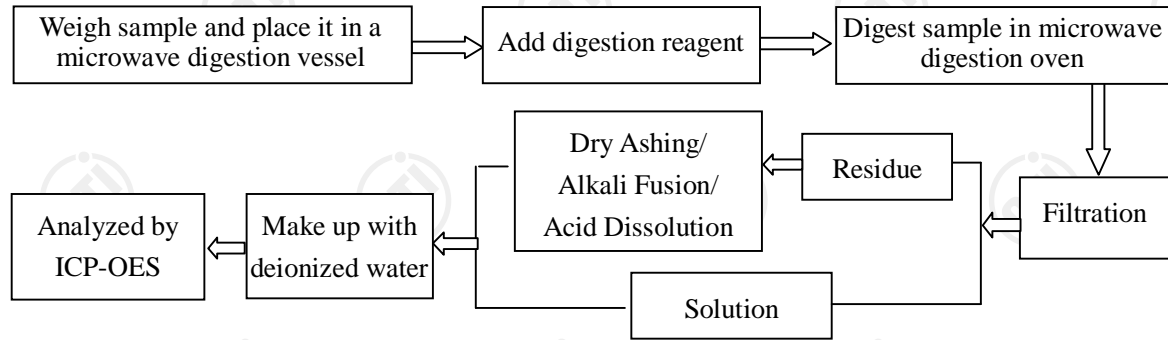 Weigh sample and place it in a
microwave digestion vessel
Add digestion reagent
Digest sample in microwave
digestion oven
Filtration
Residue
Dry Ashing/
Alkali Fusion/
Acid Dissolution
Solution
Make up with
deionized water
Analyzed by
ICP-OES